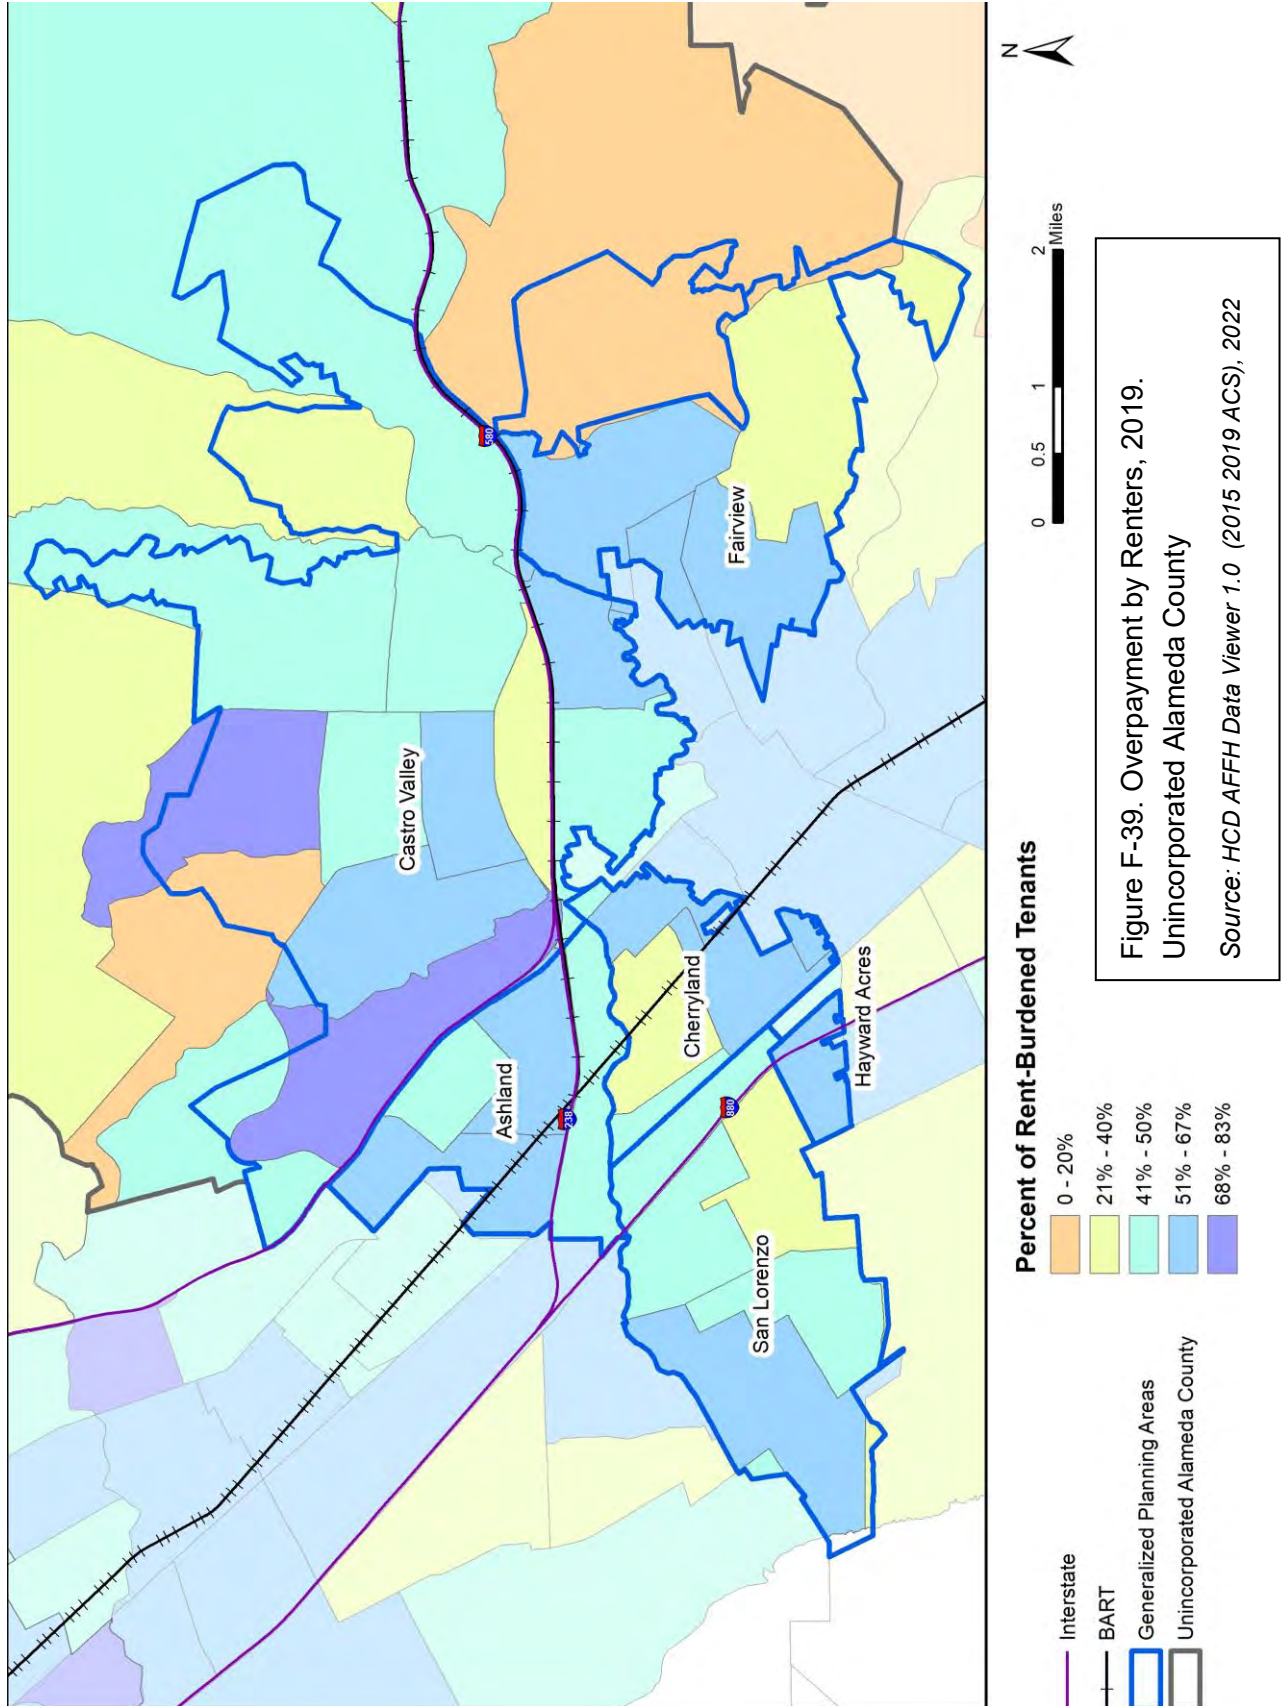 Castro Valley
Ashland
Cherryland
Fairview
Hayward Acres
San Lorenzo
580
238
880
N
0 0.5 1 2
Miles
Interstate
BART
Generalized Planning Areas
Unincorporated Alameda County
Percent of Rent-Burdened Tenants
0 - 20%
21% - 40%
41% - 50%
51% - 67%
68% - 83%
Figure F-39. Overpayment by Renters, 2019.
Unincorporated Alameda County
Source: HCD AFFH Data Viewer 1.0 (2015 2019 ACS), 2022